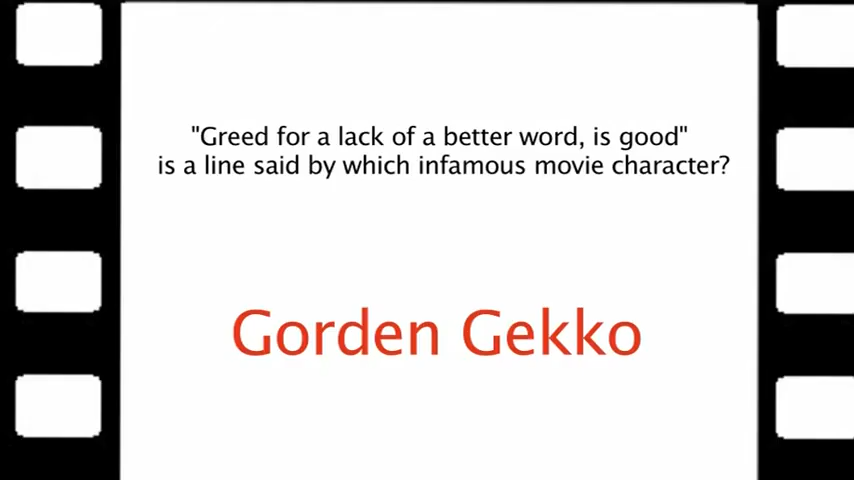 "Greed for a lack of a better word, is good"
is a line said by which infamous movie character?
Gorden Gekko